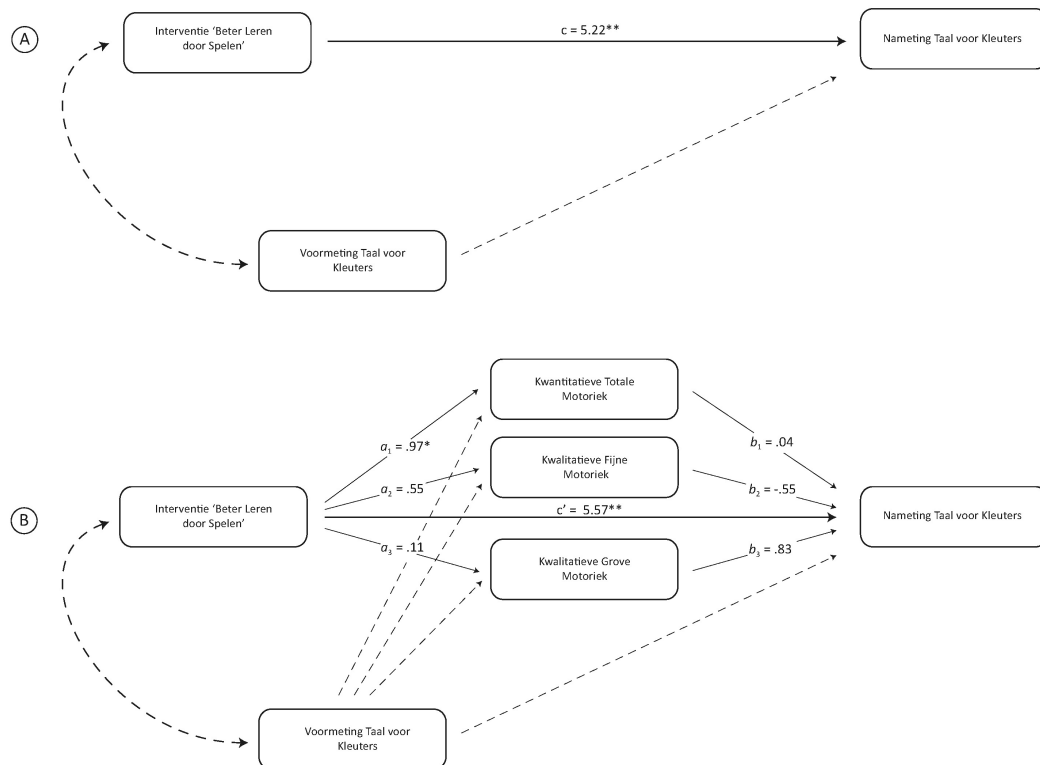 A
Interventie ‘Beter Leren
door Spelen’
c = 5.22**
Nameting Taal voor Kleuters
Voormeting Taal voor
Kleuters
B
Kwantitatieve Totale
Motoriek
a1 = .97*
b1 = .04
Kwalitatieve Fijne
Motoriek
a2 = .55
b2 = -.55
Interventie ‘Beter Leren
door Spelen’
c’ = 5.57**
Nameting Taal voor Kleuters
a3 = .11
b3 = .83
Kwalitatieve Grove
Motoriek
Voormeting Taal voor
Kleuters